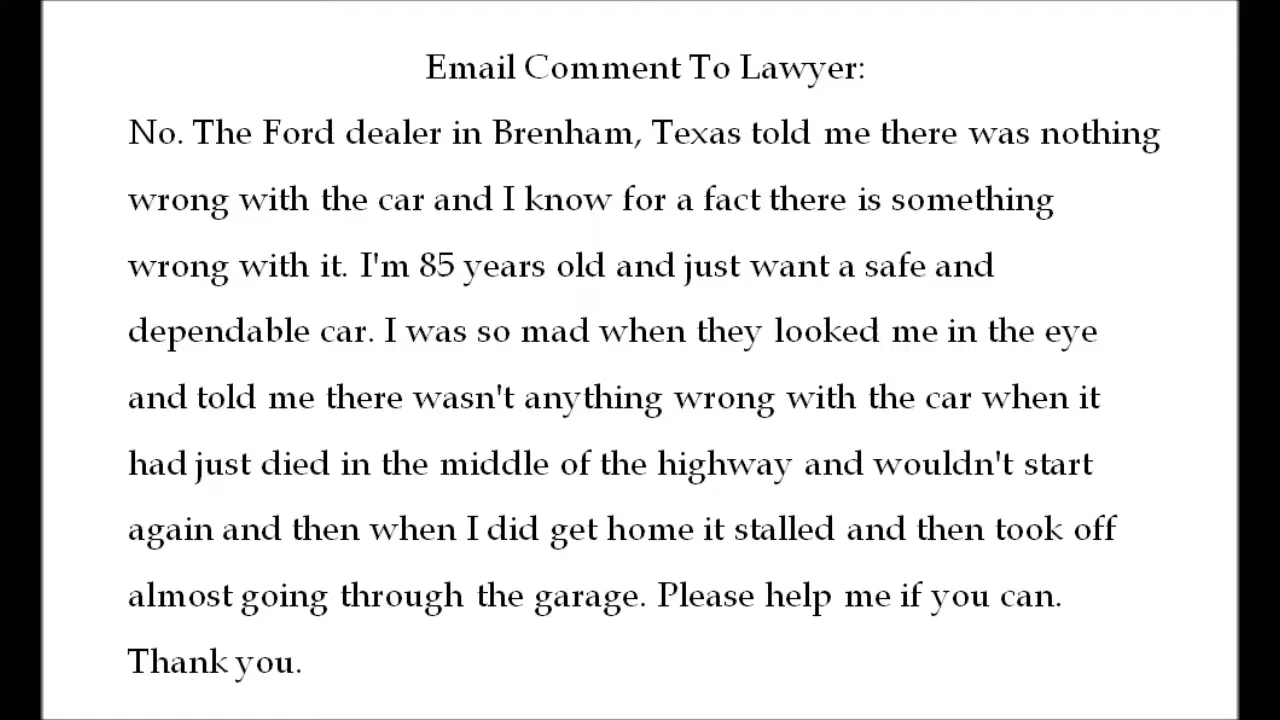 Email Comment To Lawyer:
No. The Ford dealer in Brenham, Texas told me there was nothing
wrong with the car and I know for a fact there is something
wrong with it. I'm 85 years old and just want a safe and
dependable car. I was so mad when they looked me in the eye
and told me there wasn't anything wrong with the car when it
had just died in the middle of the highway and wouldn't start
again and then when I did get home it stalled and then took off
almost going through the garage. Please help me if you can.
Thank you.